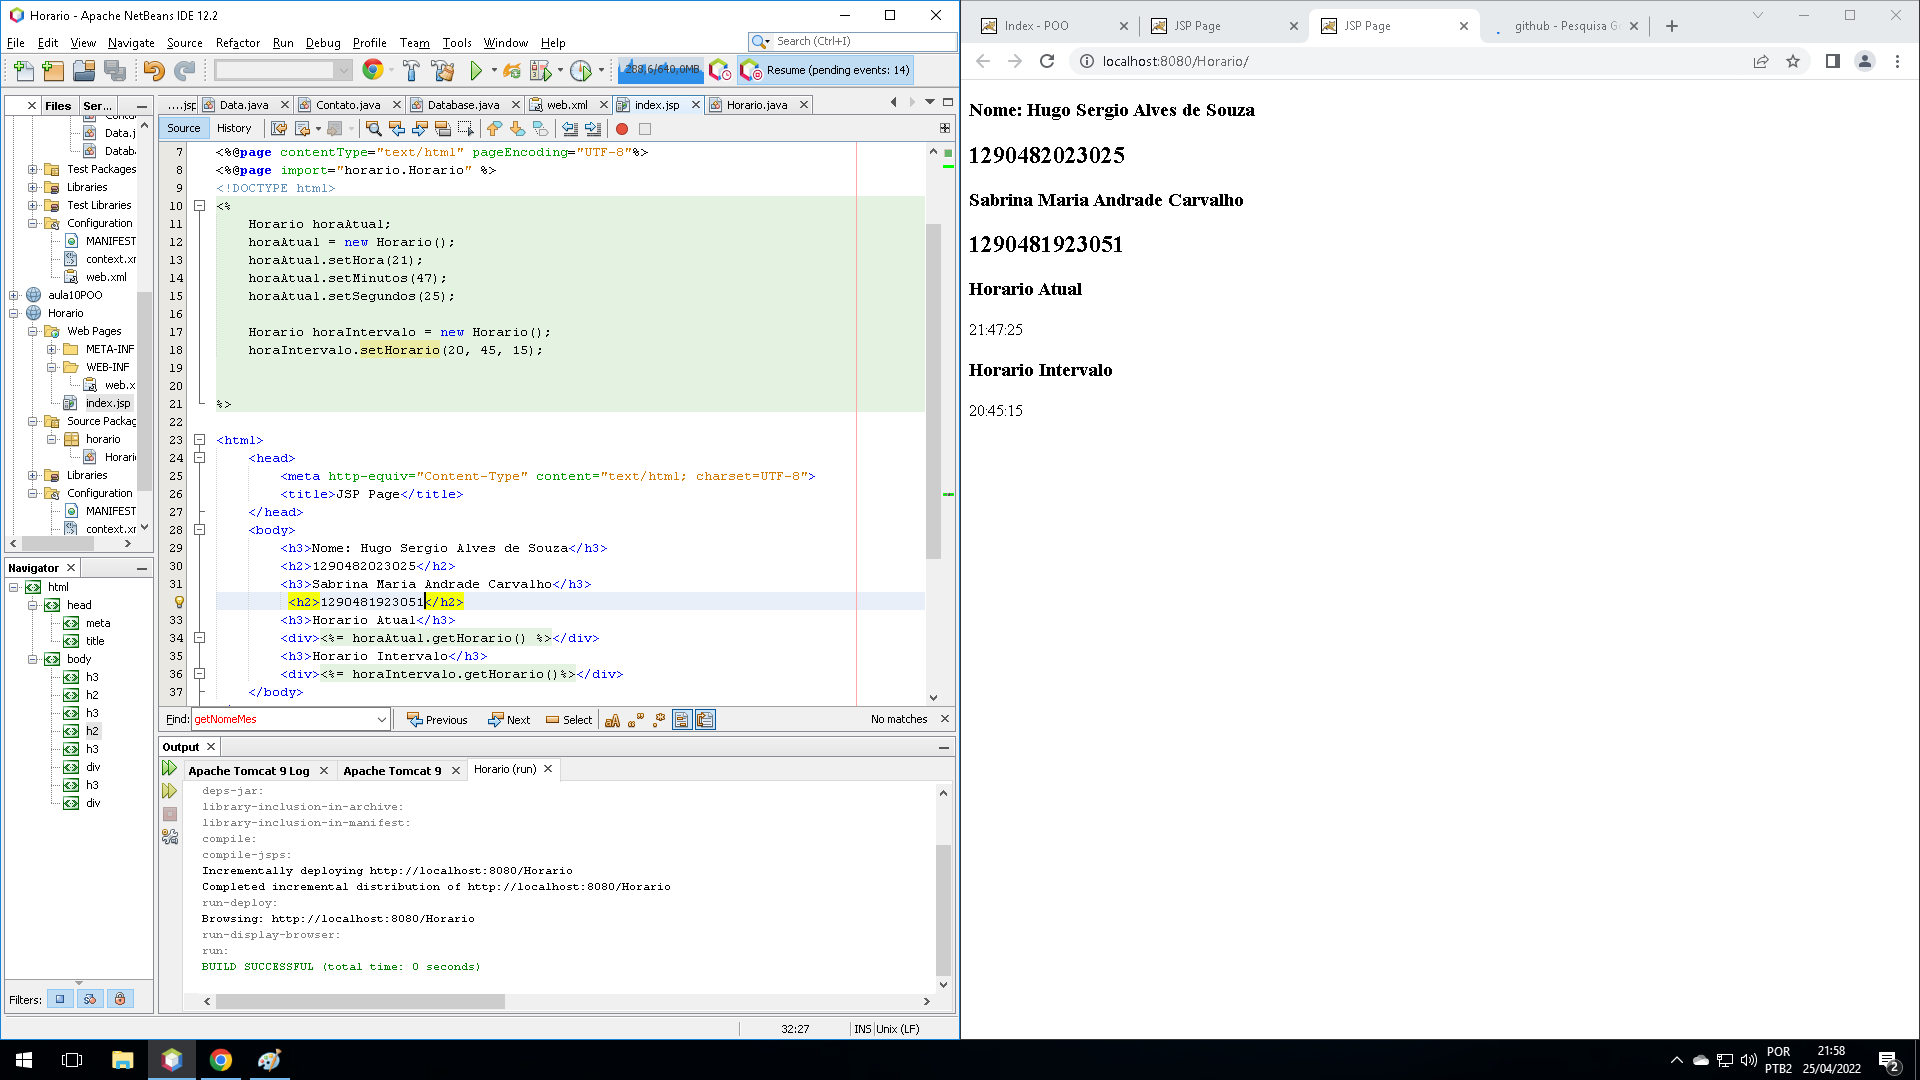 Horario - Apache NetBeans IDE 12.2
File Edit View Navigate Source Refactor Run Debug Profile Team Tools Window Help
Search (Ctrl+I)
288,6/640,0MB
Resume (pending events: 14)
Files
Ser...
....jsp
Data.java
Contato.java
Database.java
web.xml
index.jsp
Horario.java
Source
History
Data.j
Datab
Test Packages
Libraries
Test Libraries
Configuration
MANIFEST
context.xr
web.xml
aula10POO
Horario
Web Pages
META-INF
WEB-INF
web.x
index.jsp
Source Packag
horario
Horari
Libraries
Configuration
MANIFEST
context.xr
7 <%@page contentType="text/html" pageEncoding="UTF-8"%>
8 <%@page import="horario.Horario" %>
9 <!DOCTYPE html>
10 <%
11 Horario horaAtual;
12 horaAtual = new Horario();
13 horaAtual.setHora(21);
14 horaAtual.setMinutos(47);
15 horaAtual.setSegundos(25);
16
17 Horario horaIntervalo = new Horario();
18 horaIntervalo.setHorario(20, 45, 15);
19
20
21 %>
22
23 <html>
24 <head>
25 <meta http-equiv="Content-Type" content="text/html; charset=UTF-8">
26 <title>JSP Page</title>
27 </head>
28 <body>
29 <h3>Nome: Hugo Sergio Alves de Souza</h3>
30 <h2>1290482023025</h2>
31 <h3>Sabrina Maria Andrade Carvalho</h3>
<h2>1290481923051</h2>
33 <h3>Horario Atual</h3>
34 <div><%= horaAtual.getHorario() %></div>
35 <h3>Horario Intervalo</h3>
36 <div><%= horaIntervalo.getHorario()%></div>
37 </body>
Find: getNomeMes
Previous
Next
Select
No matches
Navigator
html
head
meta
title
body
h3
h2
h3
h2
h3
div
h3
div
Filters:
Output
Apache Tomcat 9 Log
Apache Tomcat 9
Horario (run)
deps-jar:
library-inclusion-in-archive:
library-inclusion-in-manifest:
compile:
compile-jsps:
Incrementally deploying http://localhost:8080/Horario
Completed incremental distribution of http://localhost:8080/Horario
run-deploy:
Browsing: http://localhost:8080/Horario
run-display-browser:
run:
BUILD SUCCESSFUL (total time: 0 seconds)
32:27
INS
Unix (LF)
Index - POO
JSP Page
JSP Page
github - Pesquisa G
localhost:8080/Horario/
Nome: Hugo Sergio Alves de Souza
1290482023025
Sabrina Maria Andrade Carvalho
1290481923051
Horario Atual
21:47:25
Horario Intervalo
20:45:15
POR
PTB2
21:58
25/04/2022
2